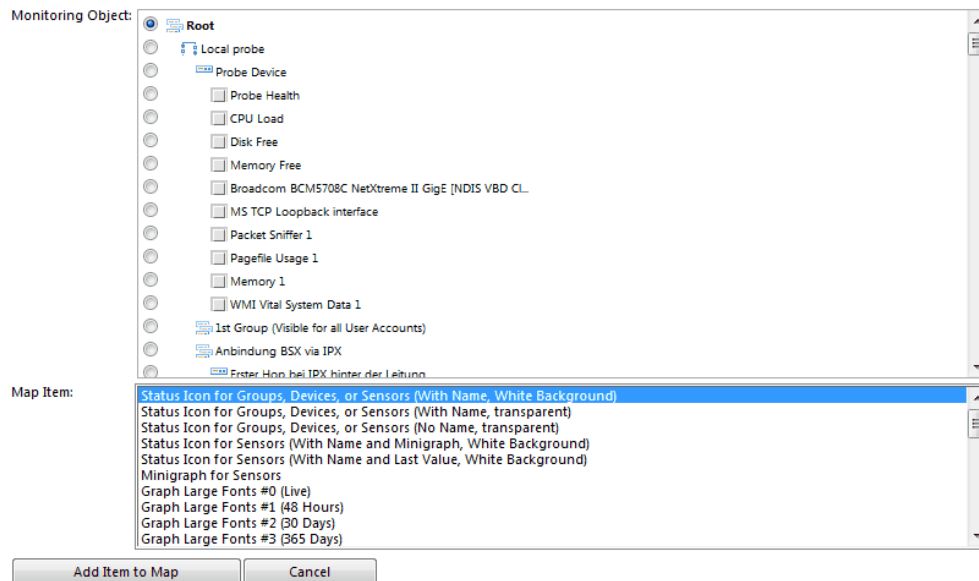 Monitoring Object:
Root
Local probe
Probe Device
Probe Health
CPU Load
Disk Free
Memory Free
Broadcom BCM5708C NetXtreme II GigE [NDIS VBD Cl...
MS TCP Loopback interface
Packet Sniffer 1
Pagefile Usage 1
Memory 1
WMI Vital System Data 1
1st Group (Visible for all User Accounts)
Anbindung BSX via IPX
Erster Hop bei IPX hinter der Leitung
Map Item:
Status Icon for Groups, Devices, or Sensors (With Name, White Background)
Status Icon for Groups, Devices, or Sensors (With Name, transparent)
Status Icon for Groups, Devices, or Sensors (No Name, transparent)
Status Icon for Sensors (With Name and Minigraph, White Background)
Status Icon for Sensors (With Name and Last Value, White Background)
Minigraph for Sensors
Graph Large Fonts #0 (Live)
Graph Large Fonts #1 (48 Hours)
Graph Large Fonts #2 (30 Days)
Graph Large Fonts #3 (365 Days)
Add Item to Map Cancel